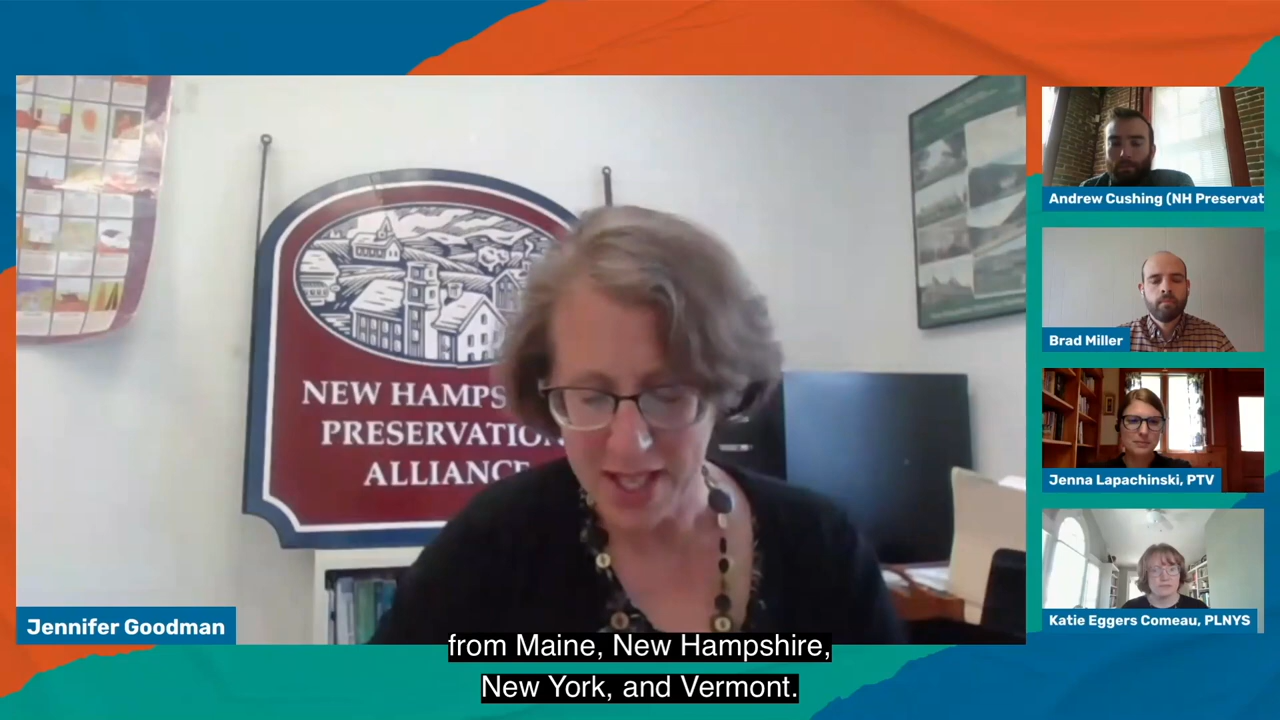 NEW HAMPS
PRESERVATION
ALLIANCE
Jennifer Goodman
Andrew Cushing (NH Preservat
Brad Miller
Jenna Lapachinski, PTV
Katie Eggers Comeau, PLNYS
from Maine, New Hampshire,
New York, and Vermont.